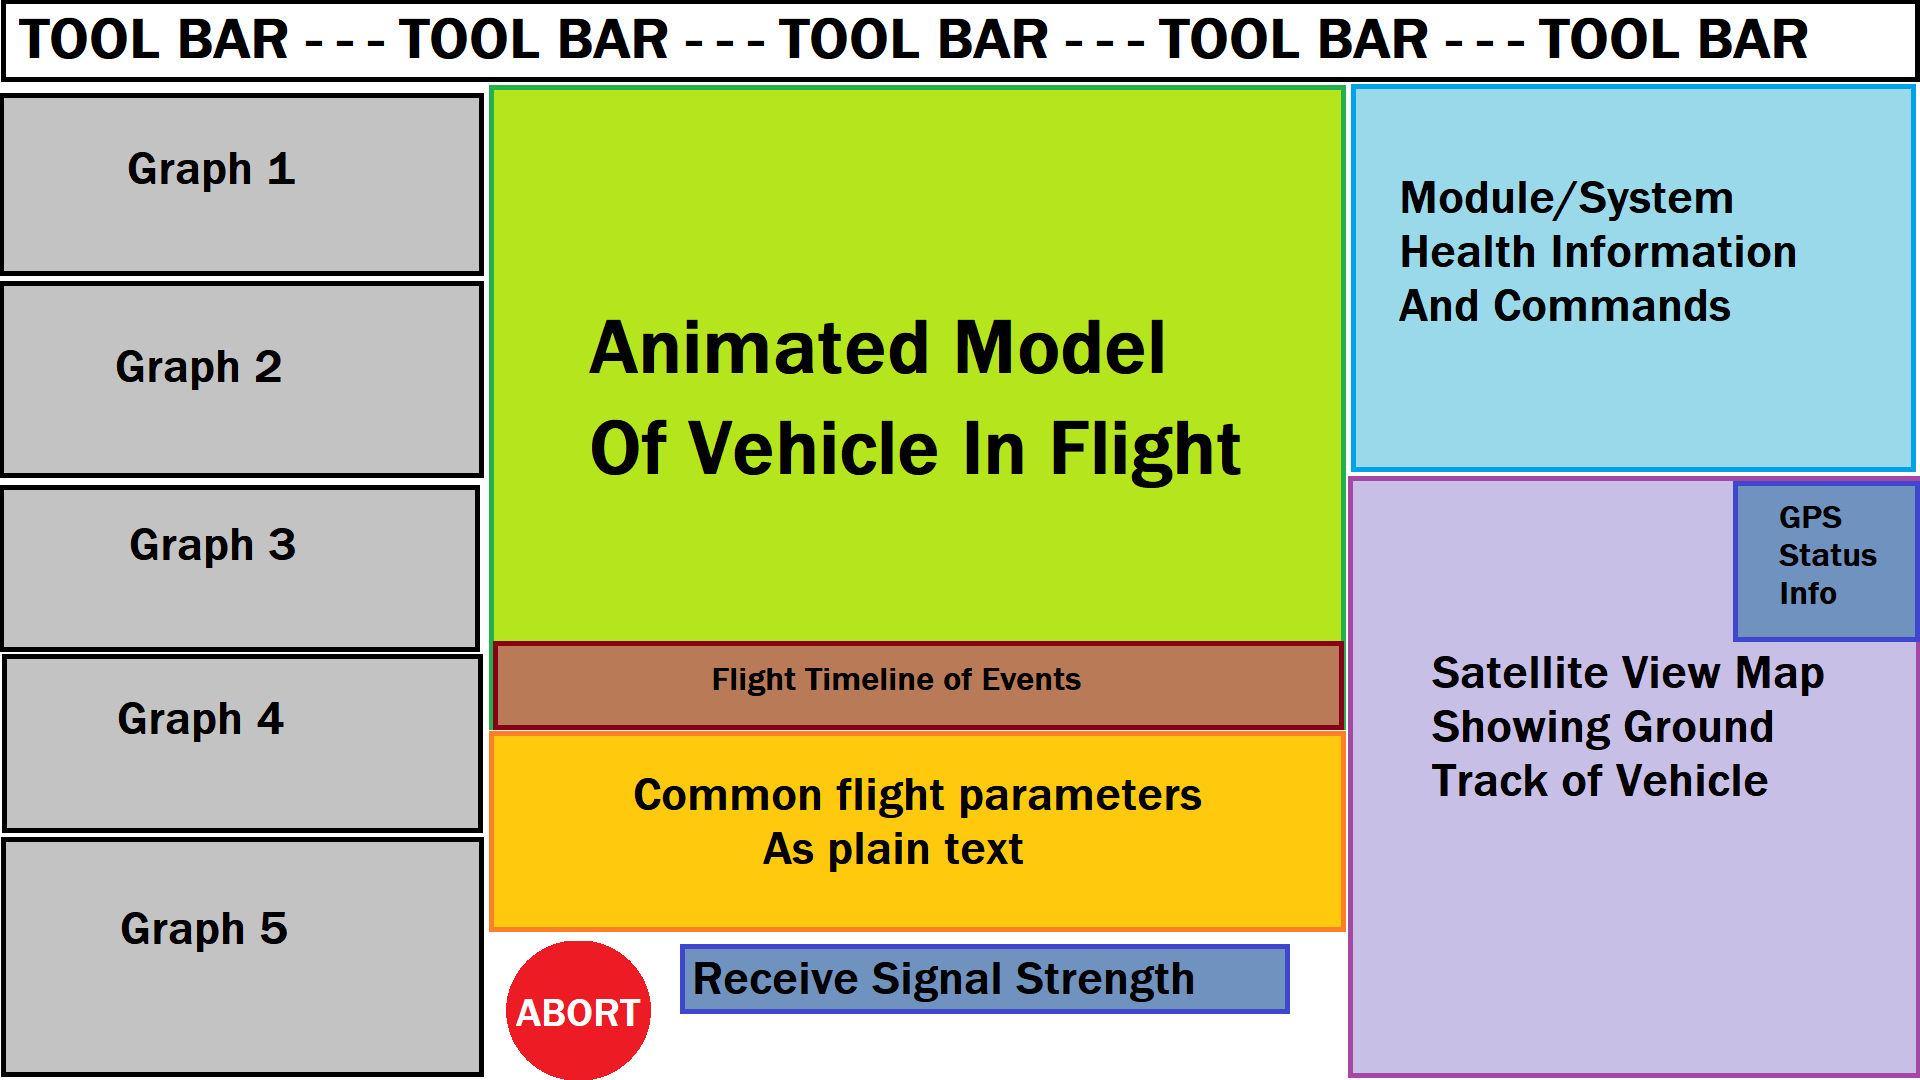 TOOL BAR - - - TOOL BAR - - - TOOL BAR - - - TOOL BAR - - - TOOL BAR
Graph 1
Graph 2
Graph 3
Graph 4
Graph 5
Animated Model
Of Vehicle In Flight
Flight Timeline of Events
Common flight parameters
As plain text
ABORT
Receive Signal Strength
Module/System
Health Information
And Commands
GPS
Status
Info
Satellite View Map
Showing Ground
Track of Vehicle